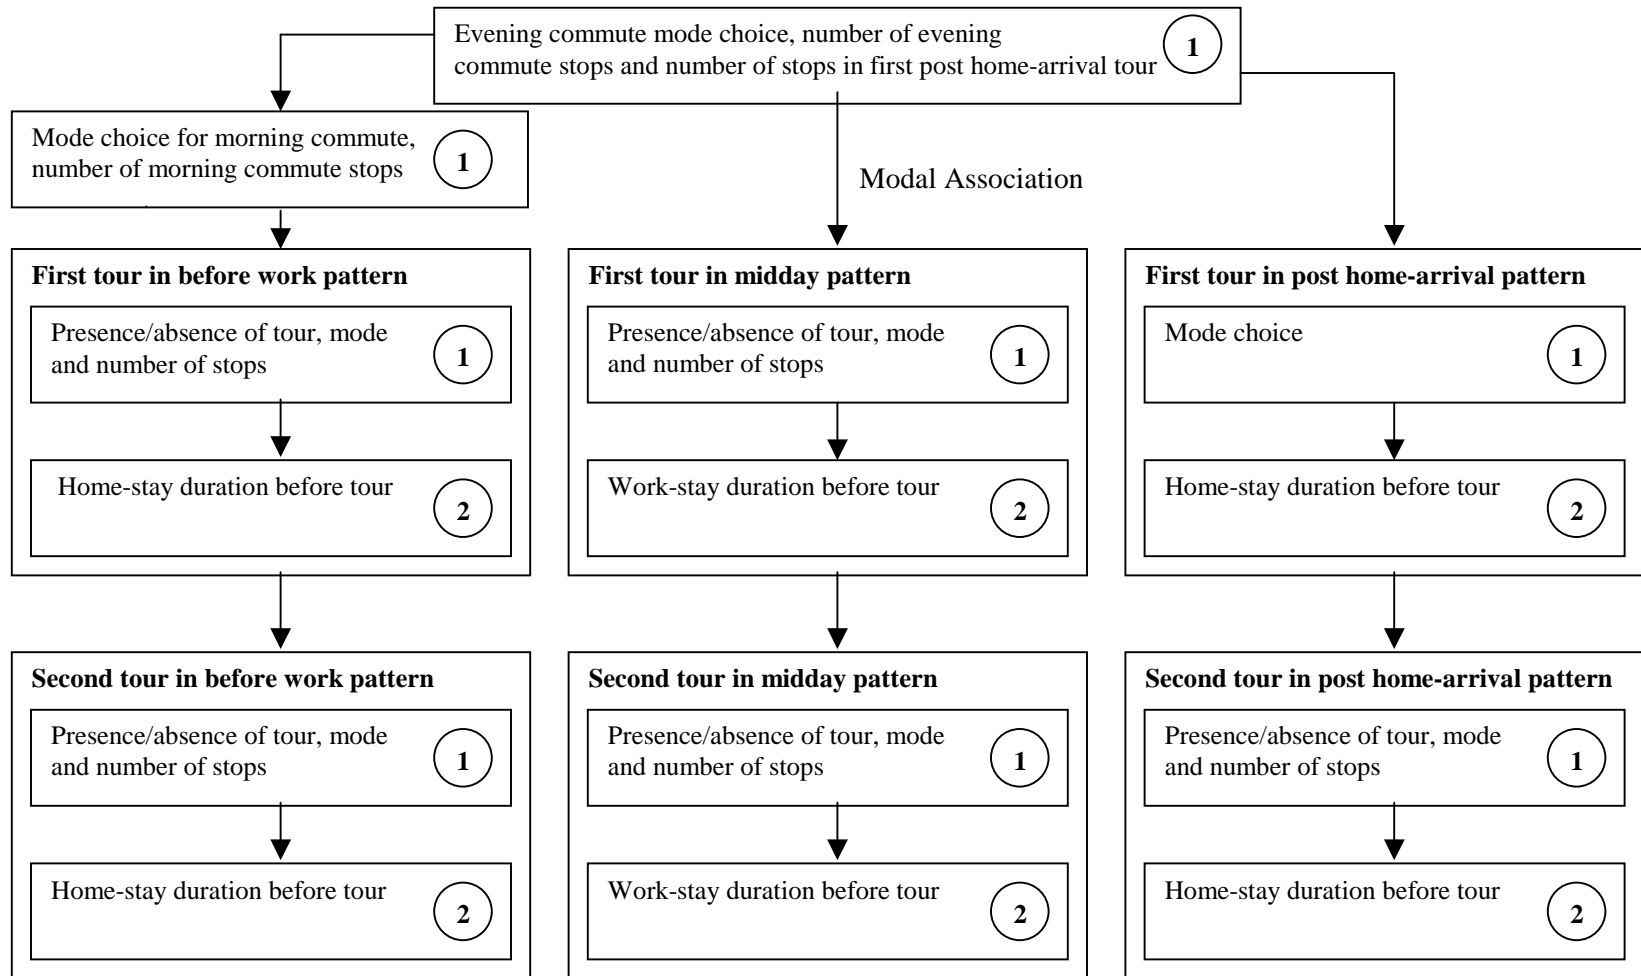 Evening commute mode choice, number of evening
commute stops and number of stops in first post home-arrival tour
1
Mode choice for morning commute,
number of morning commute stops
1
Modal Association
First tour in before work pattern
Presence/absence of tour, mode
and number of stops
1
Home-stay duration before tour
2
First tour in midday pattern
Presence/absence of tour, mode
and number of stops
1
Work-stay duration before tour
2
First tour in post home-arrival pattern
Mode choice
1
Home-stay duration before tour
2
Second tour in before work pattern
Presence/absence of tour, mode
and number of stops
1
Home-stay duration before tour
2
Second tour in midday pattern
Presence/absence of tour, mode
and number of stops
1
Work-stay duration before tour
2
Second tour in post home-arrival pattern
Presence/absence of tour, mode
and number of stops
1
Home-stay duration before tour
2